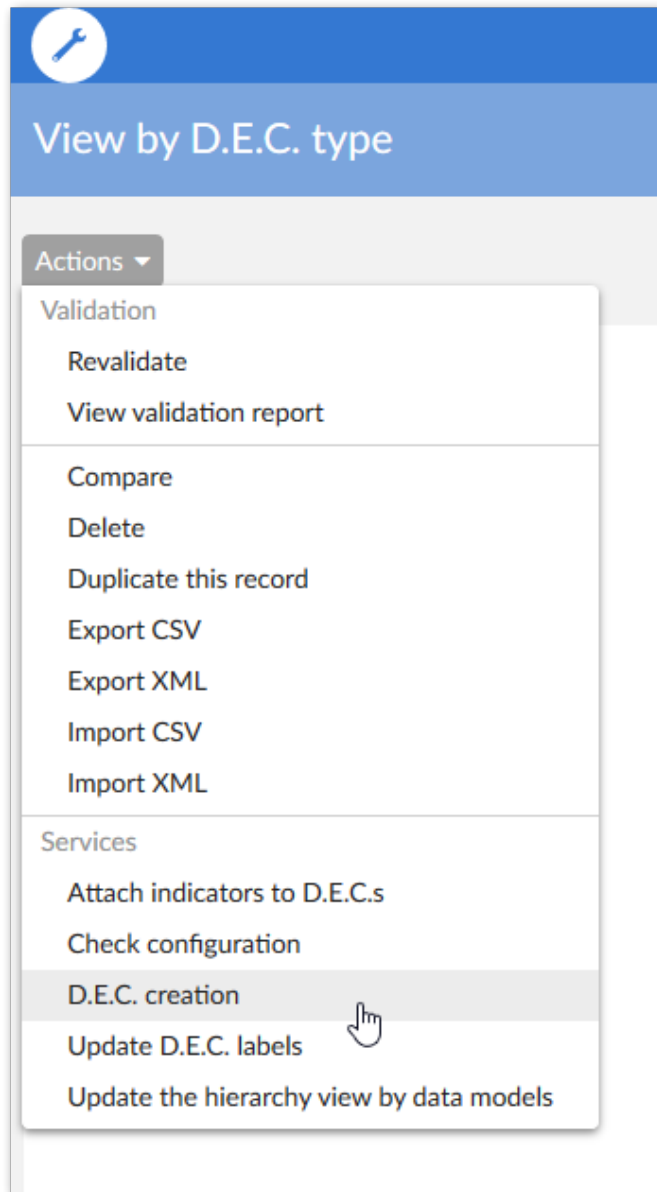 View by D.E.C. type
Actions
Validation
Revalidate
View validation report
Compare
Delete
Duplicate this record
Export CSV
Export XML
Import CSV
Import XML
Services
Attach indicators to D.E.C.s
Check configuration
D.E.C. creation
Update D.E.C. labels
Update the hierarchy view by data models